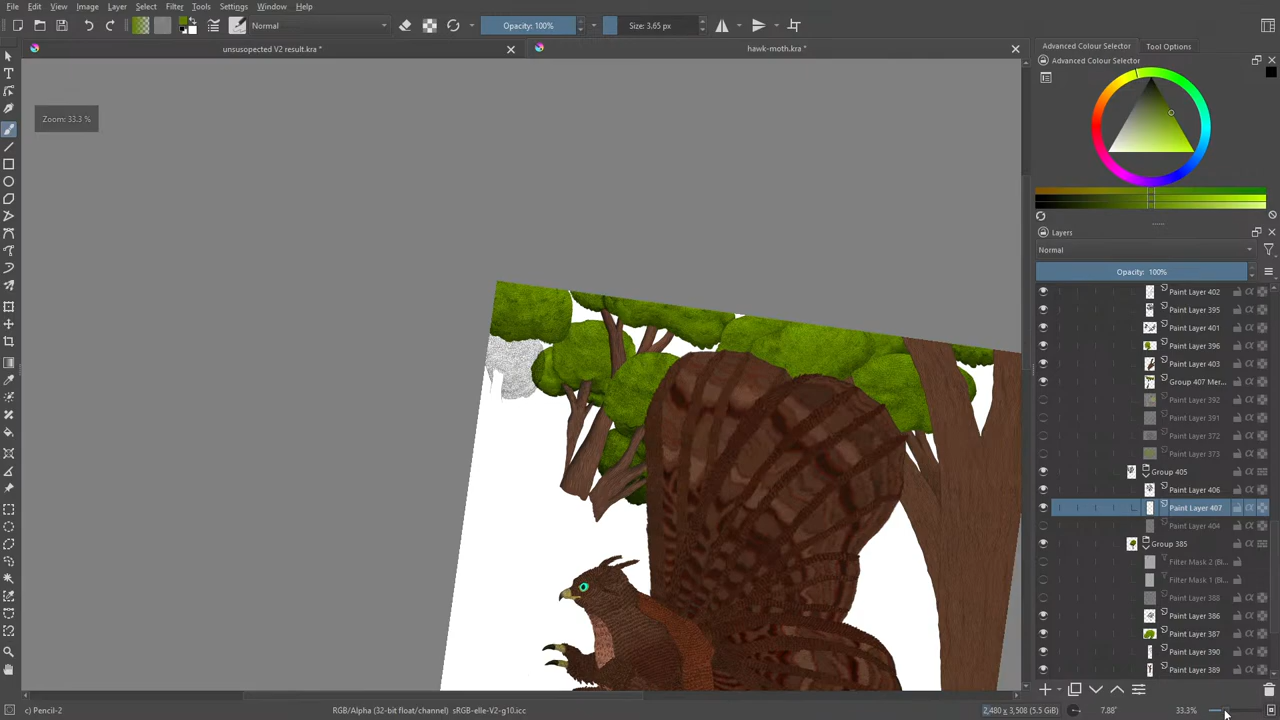 File Edit View Image Layer Select Filter Tools Settings Window Help
Normal Opacity: 100% Size: 3.65 px
unsusopected V2 result.kra * hawk-moth.kra *
Zoom: 33.3 %
Advanced Colour Selector Tool Options
Advanced Colour Selector
Layers
Normal
Opacity: 100%
Paint Layer 402
Paint Layer 395
Paint Layer 401
Paint Layer 396
Paint Layer 403
Group 407 Mer...
Paint Layer 392
Paint Layer 391
Paint Layer 372
Paint Layer 373
Group 405
Paint Layer 406
Paint Layer 407
Paint Layer 404
Group 385
Filter Mask 2 (Bl...
Filter Mask 1 (Bl...
Paint Layer 388
Paint Layer 386
Paint Layer 387
Paint Layer 390
Paint Layer 389
c) Pencil-2 RGB/Alpha (32-bit float/channel) sRGB-elle-V2-g10.icc 2,480 x 3,508 (5.5 GiB) 7.88° 33.3%